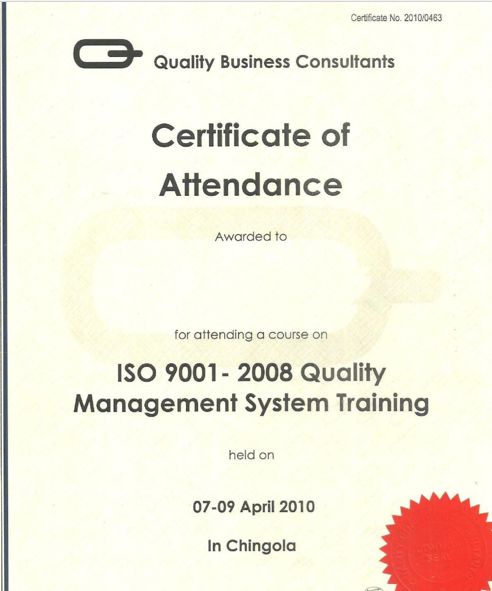 Certificate No. 2010/0463
Quality Business Consultants
Certificate of
Attendance
Awarded to
for attending a course on
ISO 9001- 2008 Quality
Management System Training
held on
07-09 April 2010
In Chingola